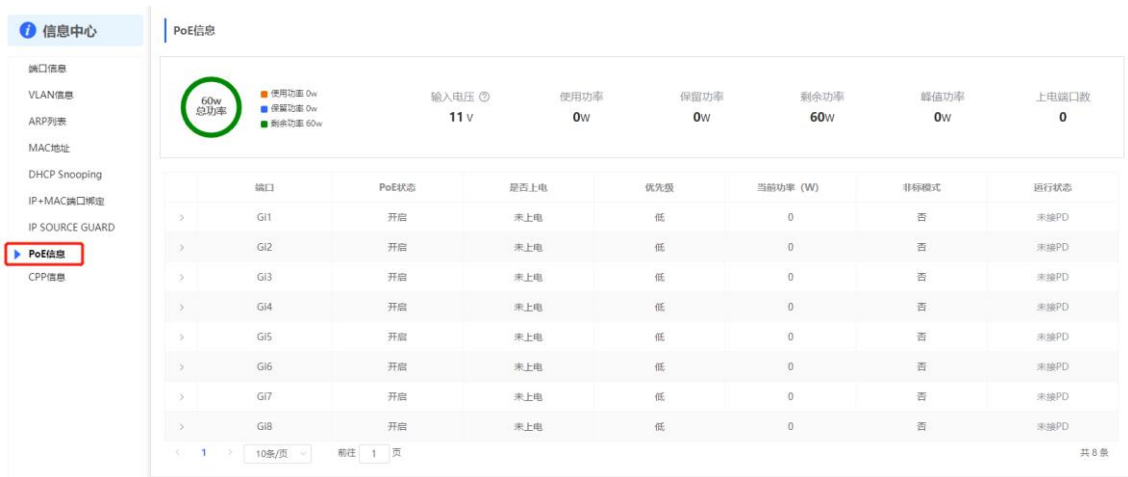 信息中心
端口信息
VLAN信息
ARP列表
MAC地址
DHCP Snooping
IP+MAC端口绑定
IP SOURCE GUARD
PoE信息
CPP信息
PoE信息
60w
总功率
使用功率 0w
保留功率 0w
剩余功率 60w
输入电压 使用功率 保留功率 剩余功率 峰值功率 上电端口数
11 V 0W 0W 60W 0W 0
端口 PoE状态 是否上电 优先级 当前功率（W） 非标模式 运行状态
Gi1 开启 未上电 低 0 否 未接PD
Gi2 开启 未上电 低 0 否 未接PD
Gi3 开启 未上电 低 0 否 未接PD
Gi4 开启 未上电 低 0 否 未接PD
Gi5 开启 未上电 低 0 否 未接PD
Gi6 开启 未上电 低 0 否 未接PD
Gi7 开启 未上电 低 0 否 未接PD
Gi8 开启 未上电 低 0 否 未接PD
1 10条/页 前往 1 页 共 8 条